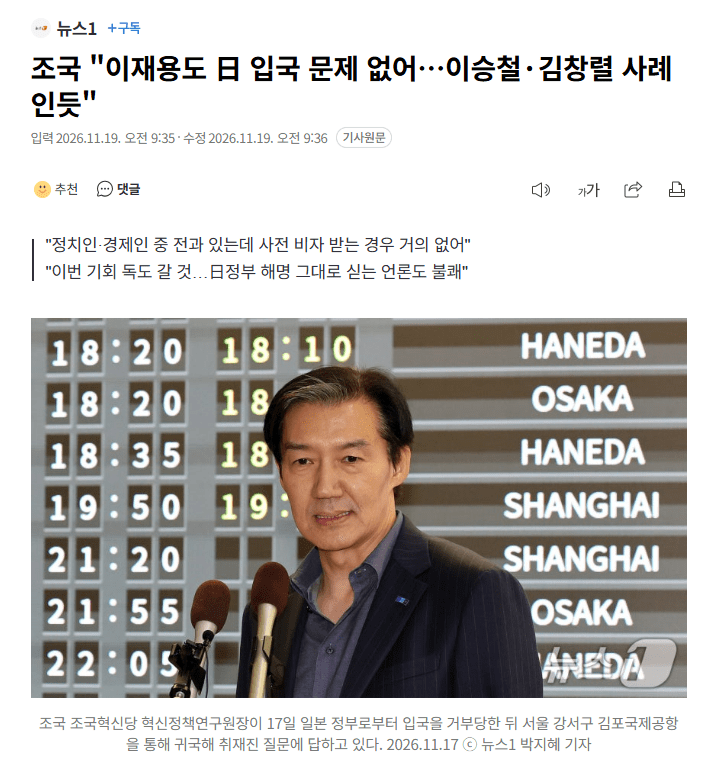 뉴스1 +구독
조국 "이재용도 日 입국 문제 없어…이승철·김창렬 사례
인듯"
입력 2026.11.19. 오전 9:35 · 수정 2026.11.19. 오전 9:36 기사원문
추천 댓글
가가
"정치인·경제인 중 전과 있는데 사전 비자 받는 경우 거의 없어"
"이번 기회 독도 갈 것…日정부 해명 그대로 싣는 언론도 불쾌"
18:20 18:10 HANEDA
18:20 18 OSAKA
18:35 18 HANEDA
19:50 19: SHANGHAI
21:20 SHANGHAI
21:55 OSAKA
22:05 HANEDA
뉴스1
조국 조국혁신당 혁신정책연구원장이 17일 일본 정부로부터 입국을 거부당한 뒤 서울 강서구 김포국제공항
을 통해 귀국해 취재진 질문에 답하고 있다. 2026.11.17 ⓒ 뉴스1 박지혜 기자